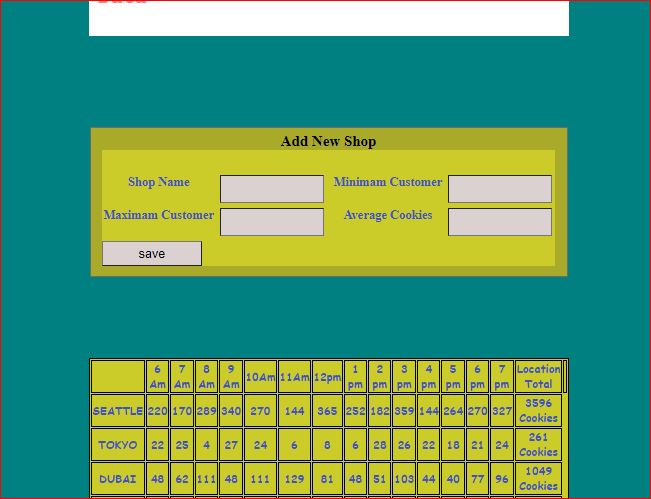 Add New Shop
Shop Name Minimam Customer
Maximam Customer Average Cookies
save
6 Am 7 Am 8 Am 9 Am 10Am 11Am 12pm 1 pm 2 pm 3 pm 4 pm 5 pm 6 pm 7 pm Location Total
SEATTLE 220 170 289 340 270 144 365 252 182 359 144 264 270 327 3596 Cookies
TOKYO 22 25 4 27 24 6 8 6 28 26 22 18 21 24 261 Cookies
DUBAI 48 62 111 48 111 129 81 48 51 103 44 40 77 96 1049 Cookies